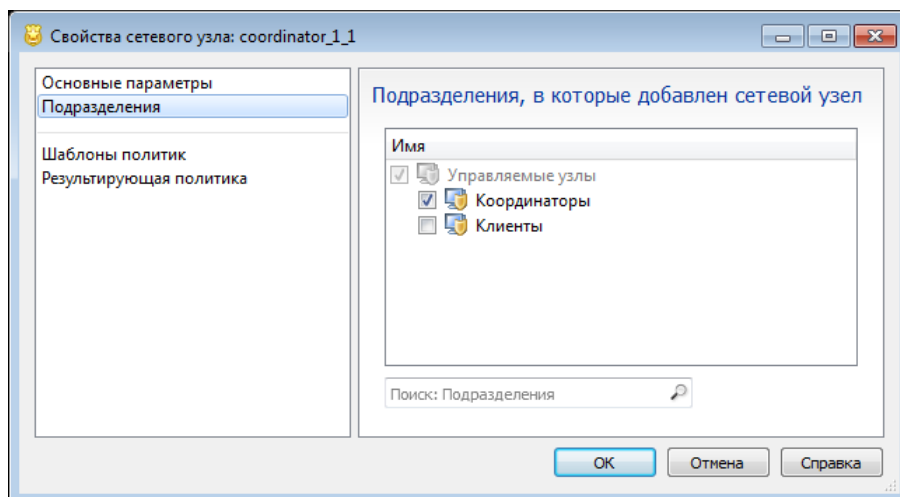 Свойства сетевого узла: coordinator_1_1
Основные параметры
Подразделения
Шаблоны политик
Результирующая политика
Подразделения, в которые добавлен сетевой узел
Имя
Управляемые узлы
Координаторы
Клиенты
Поиск: Подразделения
ОК
Отмена
Справка